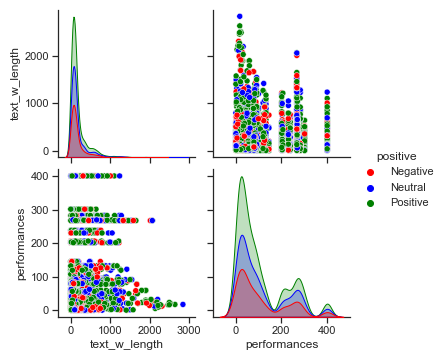 text_w_length
2000
1000
0
positive
Negative
Neutral
Positive
performances
400
300
200
100
0
0
1000
2000
3000
text_w_length
0
200
400
performances